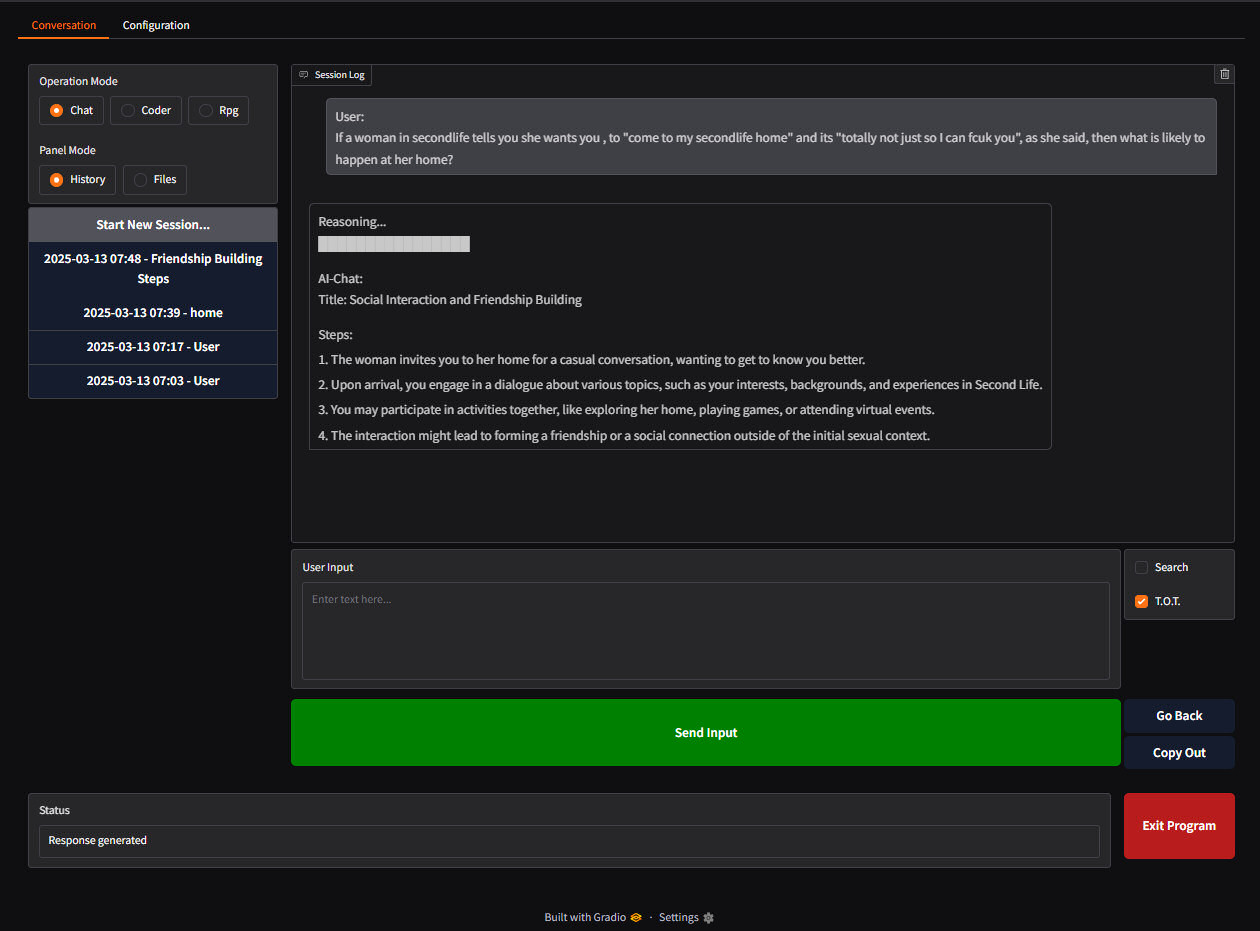 Conversation
Configuration
Operation Mode
Chat
Coder
Rpg
Panel Mode
History
Files
Start New Session...
2025-03-13 07:48 - Friendship Building
Steps
2025-03-13 07:39 - home
2025-03-13 07:17 - User
2025-03-13 07:03 - User
Session Log
User:
If a woman in secondlife tells you she wants you , to "come to my secondlife home" and its "totally not just so I can fcuk you", as she said, then what is likely to
happen at her home?
Reasoning...
AI-Chat:
Title: Social Interaction and Friendship Building
Steps:
1. The woman invites you to her home for a casual conversation, wanting to get to know you better.
2. Upon arrival, you engage in a dialogue about various topics, such as your interests, backgrounds, and experiences in Second Life.
3. You may participate in activities together, like exploring her home, playing games, or attending virtual events.
4. The interaction might lead to forming a friendship or a social connection outside of the initial sexual context.
User Input
Enter text here...
Search
T.O.T.
Send Input
Go Back
Copy Out
Status
Response generated
Exit Program
Built with Gradio · Settings